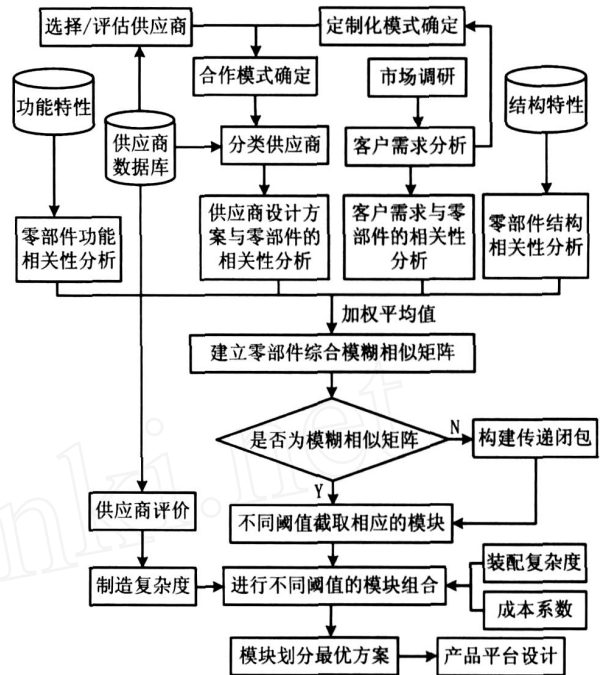 选择/评估供应商
定制化模式确定
合作模式确定
市场调研
功能特性
结构特性
供应商
数据库
分类供应商
客户需求分析
零部件功能
相关性分析
供应商设计方
案与零部件的
相关性分析
客户需求与零
部件的相关性
分析
零部件结构
相关性分析
加权平均值
建立零部件综合模糊相似矩阵
是否为模糊相似矩阵
N
构建传递闭包
Y
供应商评价
不同阈值截取相应的模块
制造复杂度
进行不同阈值的模块组合
装配复杂度
成本系数
模块划分最优方案
产品平台设计
nki.net